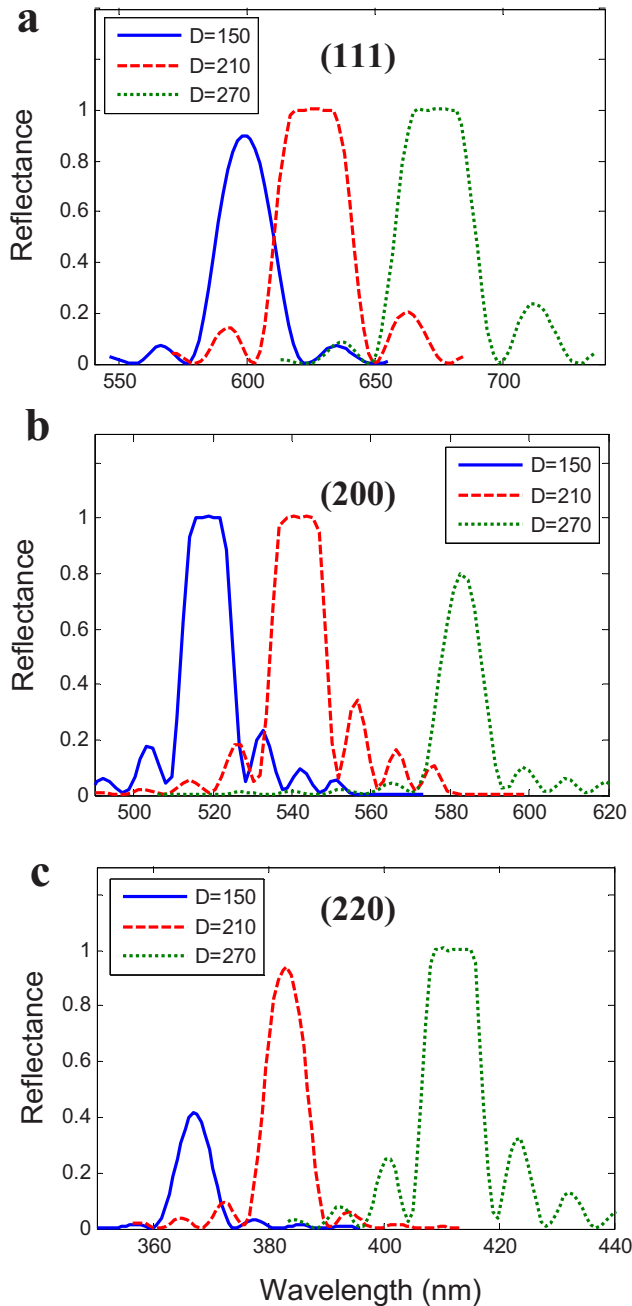 a
D=150
D=210
D=270
(111)
Reflectance
1
0.8
0.6
0.4
0.2
0
550 600 650 700
b
(200)
D=150
D=210
D=270
Reflectance
1
0.8
0.6
0.4
0.2
0
500 520 540 560 580 600 620
c
D=150
D=210
D=270
(220)
Reflectance
1
0.8
0.6
0.4
0.2
0
360 380 400 420 440
Wavelength (nm)